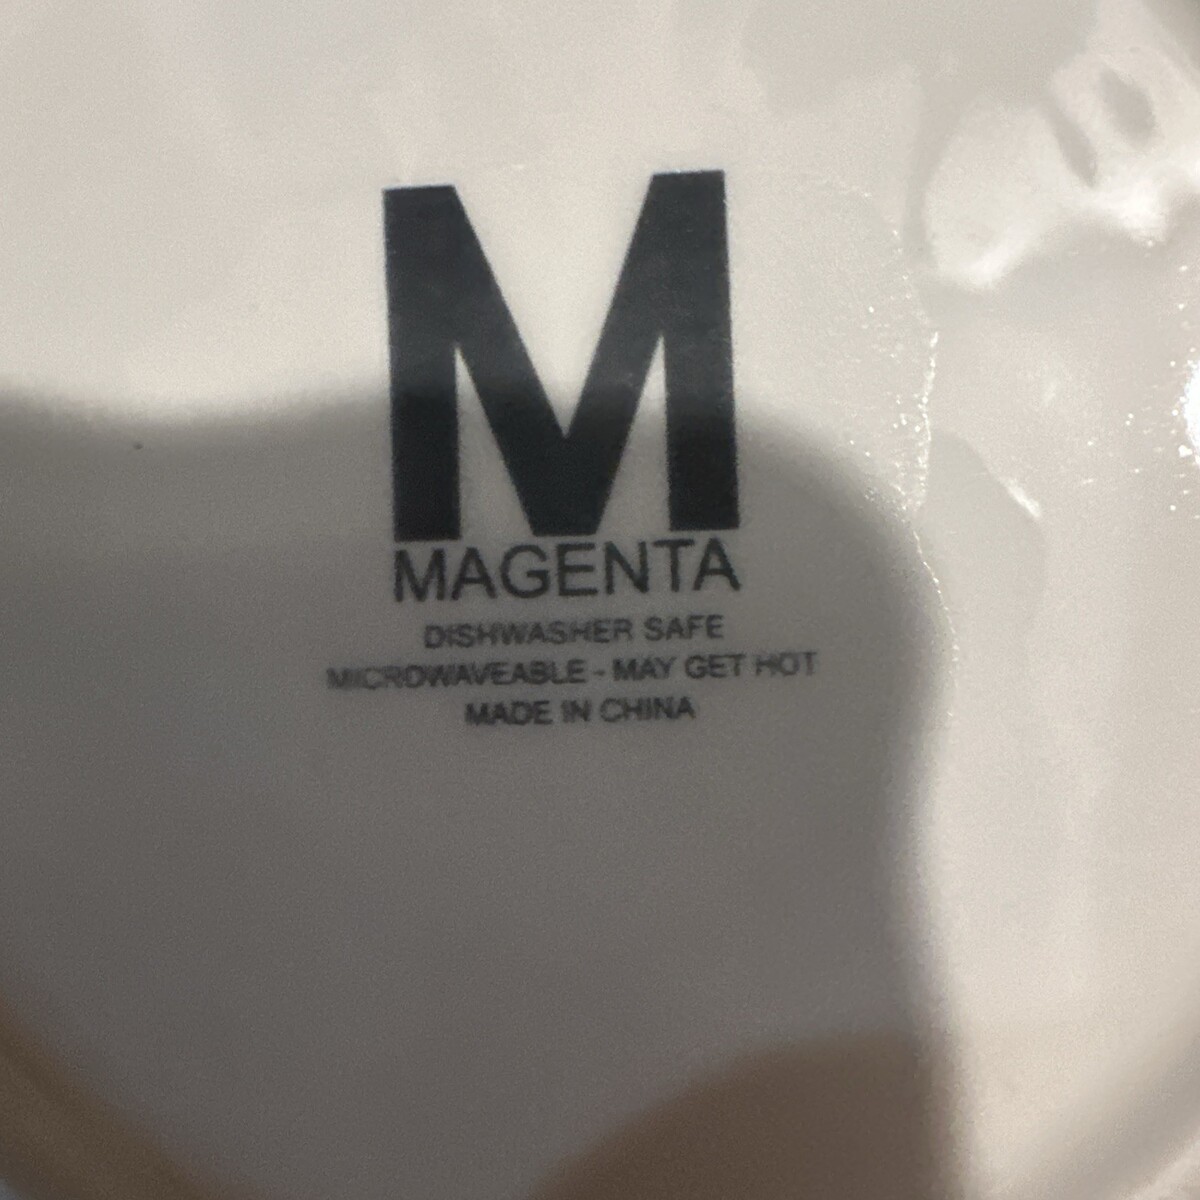 M
MAGENTA
DISHWASHER SAFE
MICROWAVEABLE - MAY GET HOT
MADE IN CHINA